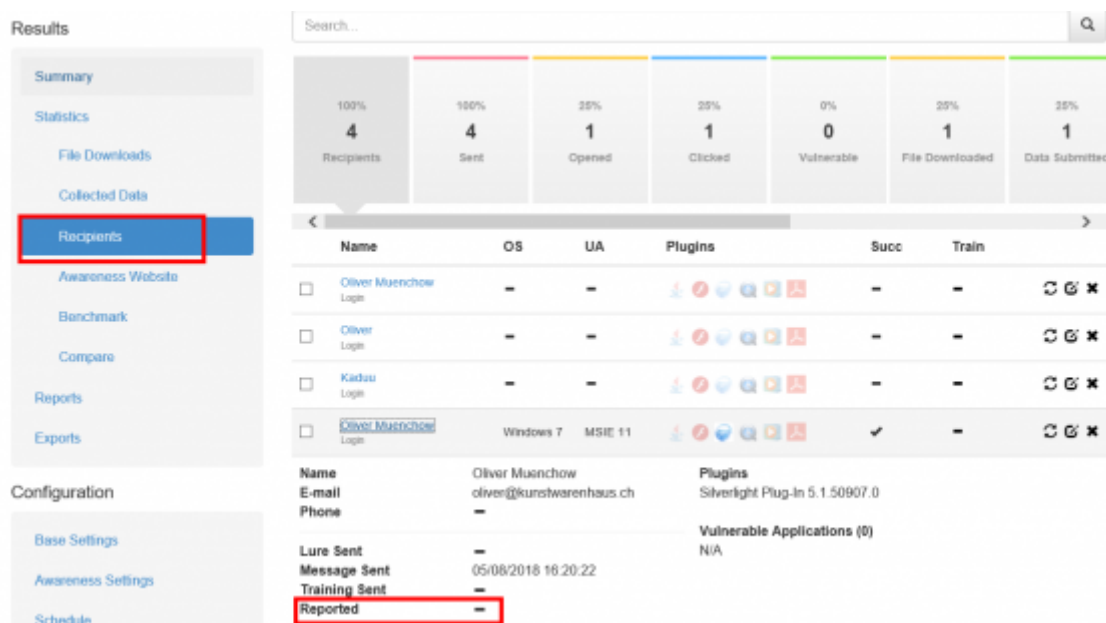 Results
Summary
Statistics
File Downloads
Collected Data
Recipients
Awareness Website
Benchmark
Compare
Reports
Exports
Configuration
Base Settings
Awareness Settings
Schedule
Search...
100% 100% 25% 25% 0% 25% 25%
4 4 1 1 0 1 1
Recipients Sent Opened Clicked Vulnerable File Downloaded Data Submitted
Name OS UA Plugins Succ Train
Oliver Muenchow
Login
Oliver
Login
Kaduu
Login
Oliver Muenchow Windows 7 MSIE 11
Login
Name Oliver Muenchow Plugins
E-mail oliver@kunstwarenhaus.ch Silverlight Plug-In 5.1.50907.0
Phone –
Vulnerable Applications (0)
Lure Sent – N/A
Message Sent 05/08/2018 16:20:22
Training Sent –
Reported –